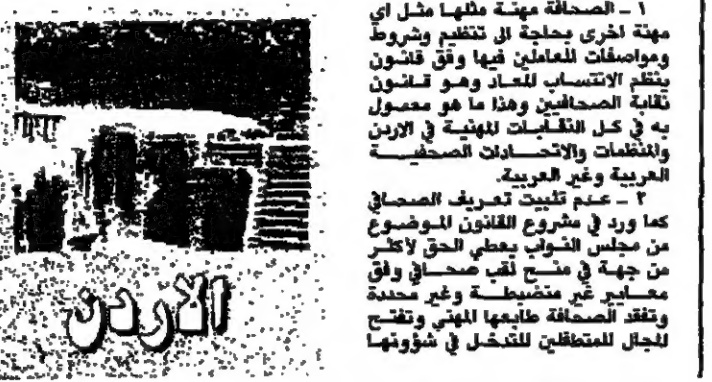 ١ ـ الصحافة مهنة مثلها مثل اي
مهنة اخرى بحاجة الى تنظيم وشروط
ومواصفات للعاملين فيها وفق قانون
ينظم الانتساب المعاد وهو قانون
نقابة الصحافيين وهذا ما هو معمول
به في كل النقابات المهنية في الاردن
والمنظمات والاتحادات الصحفية
العربية وغير العربية.
٢ ـ عدم تثبيت تعريف الصحافي
كما ورد في مشروع القانون الموضوع
من مجلس النواب يعطي الحق لأكثر
من جهة في منح لقب صحافي وفق
معايير غير منضبطة وغير محددة
وتفقد الصحافة طابعها المهني وتفتح
المجال للمتطفلين للتدخل في شؤونها
الاردن